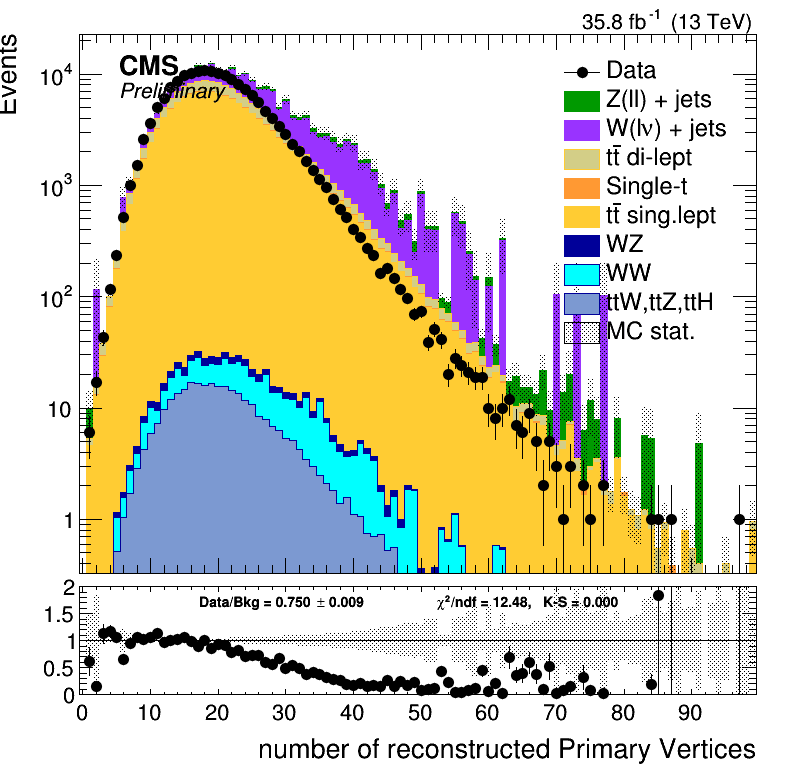 35.8 fb⁻¹ (13 TeV)
Events
CMS
Preliminary
Data
Z(ll) + jets
W(lν) + jets
tt̄ di-lept
Single-t
tt̄ sing.lept
WZ
WW
ttW,ttZ,ttH
MC stat.
10⁴
10³
10²
10
1
Data/Bkg = 0.750 ± 0.009 χ²/ndf = 12.48, K-S = 0.000
2
1.5
1
0.5
0
0 10 20 30 40 50 60 70 80 90
number of reconstructed Primary Vertices